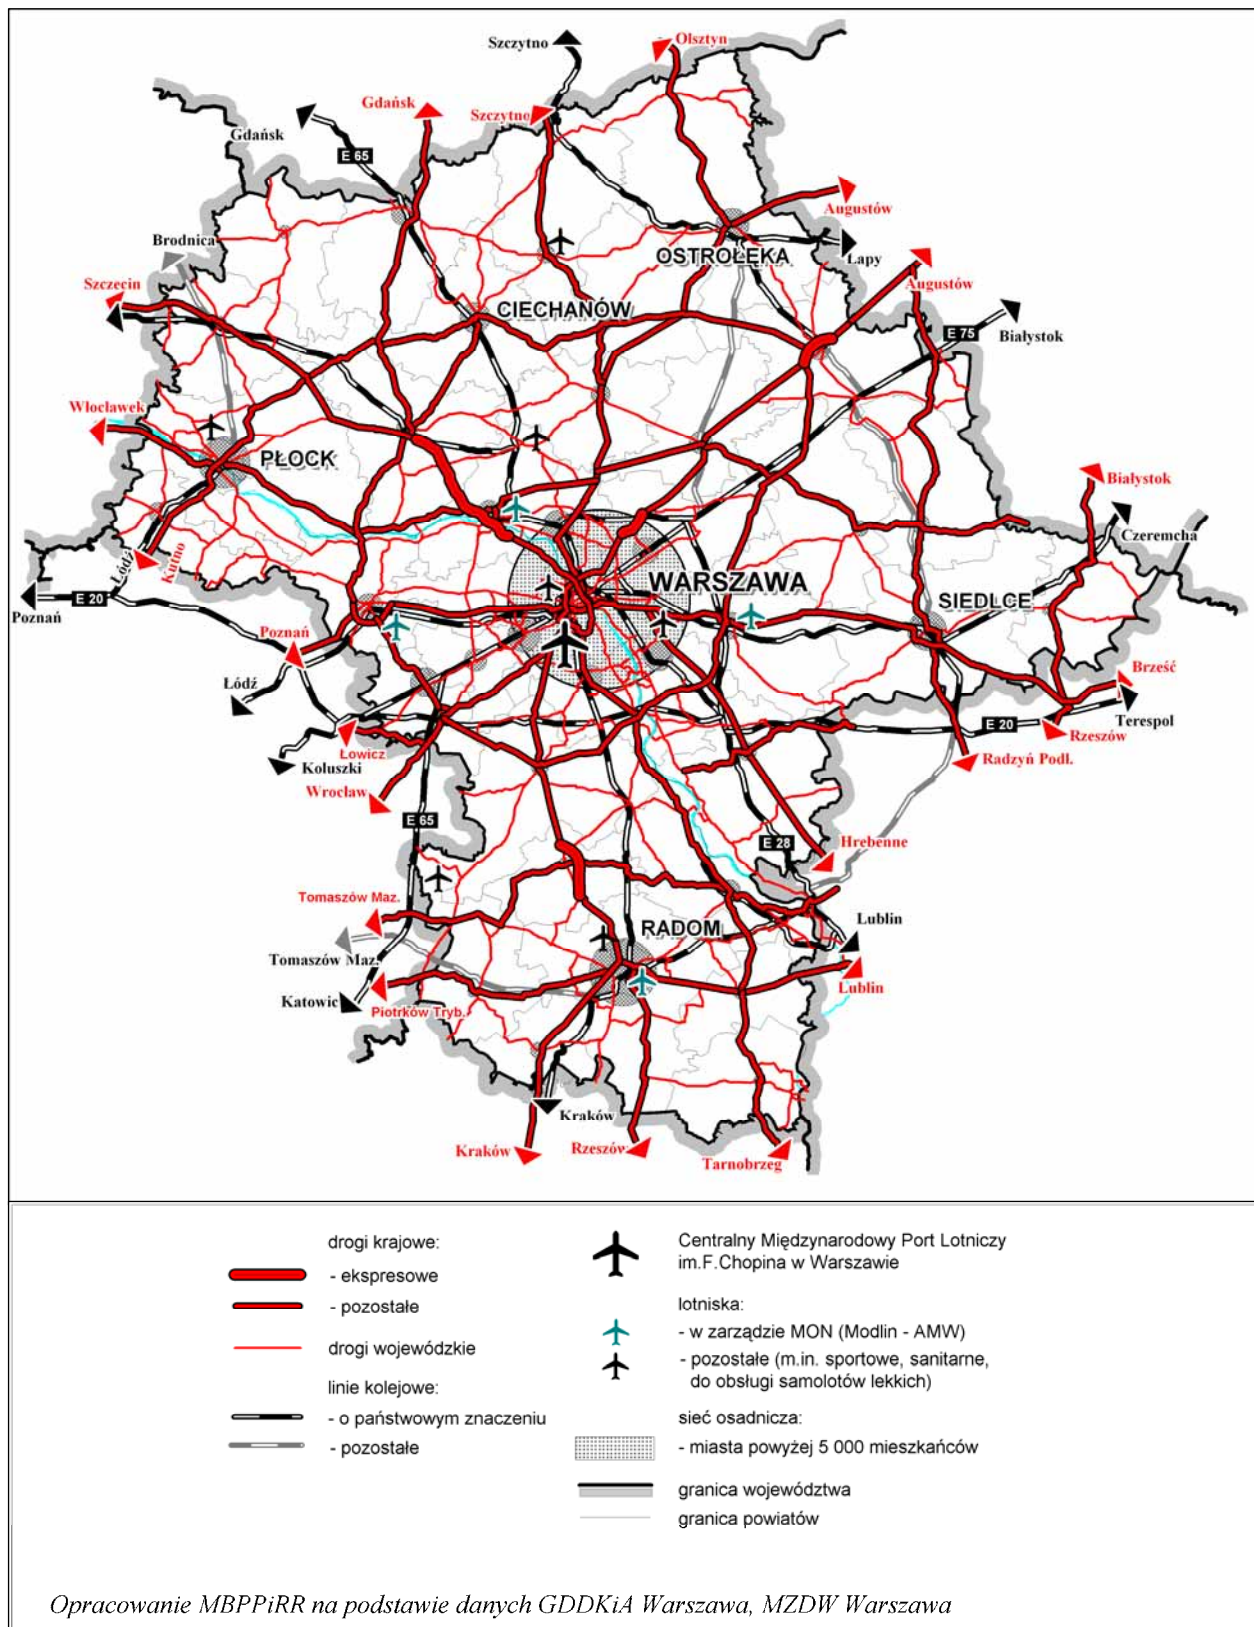 Szczytno
Olsztyn
Gdańsk
Szczytno
Gdańsk
E 65
Augustów
Brodnica
OSTROŁĘKA
Łapy
Szczecin
Augustów
CIECHANÓW
E 75
Białystok
Włocławek
PŁOCK
Białystok
Czeremcha
Łódź
Kutno
WARSZAWA
E 20
SIEDLCE
Poznań
Poznań
Brześć
Łódź
Terespol
E 20
Rzeszów
Łowicz
Koluszki
Radzyń Podl.
Wrocław
E 65
E 28
Hrebenne
Tomaszów Maz.
Lublin
RADOM
Tomaszów Maz.
Lublin
Katowic
Piotrków Tryb.
Kraków
Kraków
Rzeszów
Tarnobrzeg
drogi krajowe:
- ekspresowe
- pozostałe
drogi wojewódzkie
linie kolejowe:
- o państwowym znaczeniu
- pozostałe
Centralny Międzynarodowy Port Lotniczy
im.F.Chopina w Warszawie
lotniska:
- w zarządzie MON (Modlin - AMW)
- pozostałe (m.in. sportowe, sanitarne,
do obsługi samolotów lekkich)
sieć osadnicza:
- miasta powyżej 5 000 mieszkańców
granica województwa
granica powiatów
Opracowanie MBPPiRR na podstawie danych GDDKiA Warszawa, MZDW Warszawa